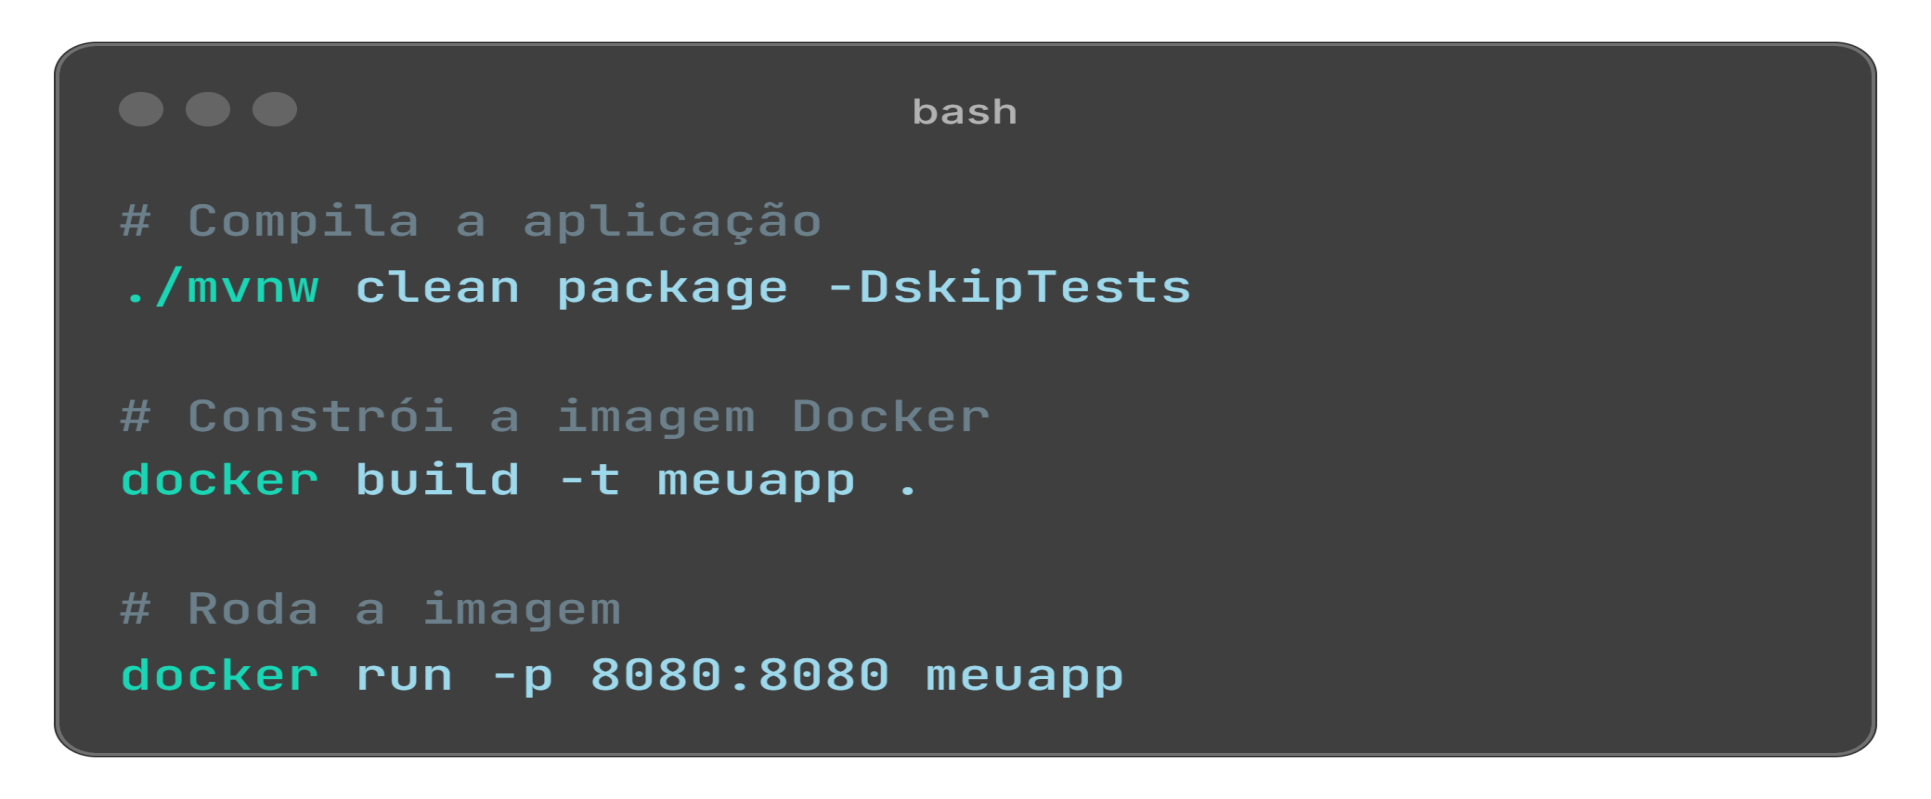 bash
# Compila a aplicação
./mvnw clean package -DskipTests
# Constrói a imagem Docker
docker build -t meuapp .
# Roda a imagem
docker run -p 8080:8080 meuapp